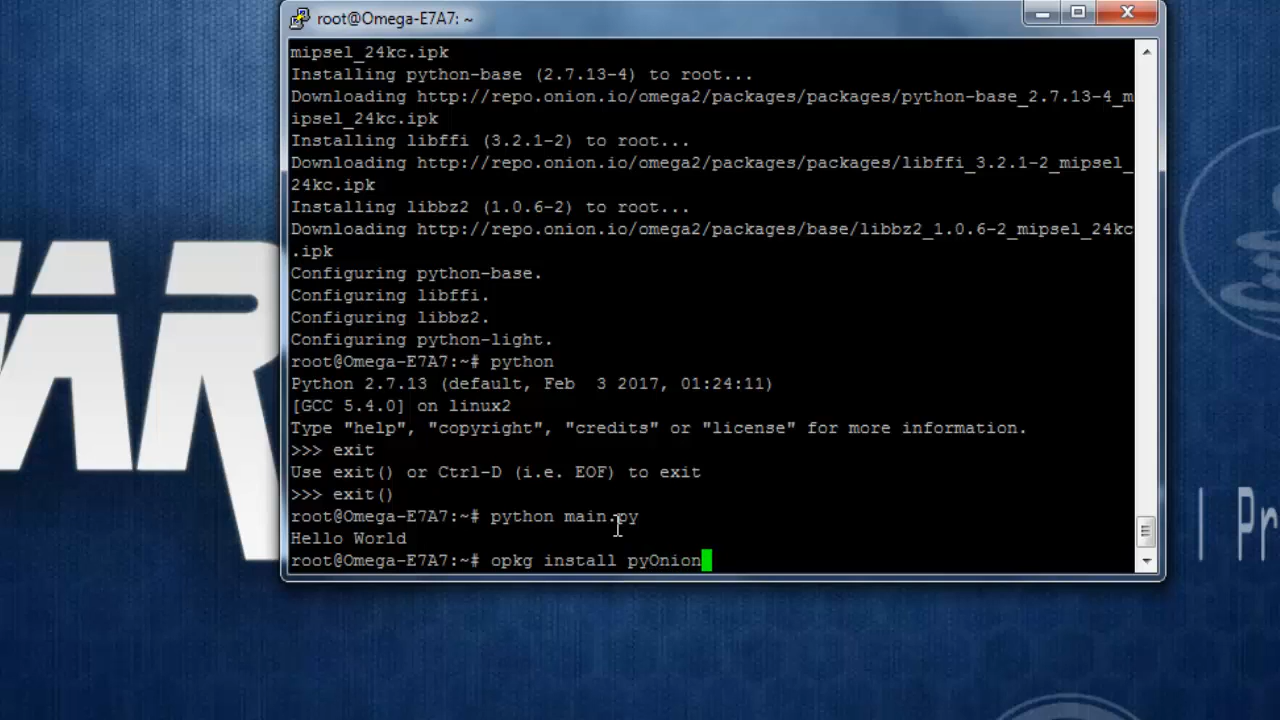 root@Omega-E7A7: ~
mipsel_24kc.ipk
Installing python-base (2.7.13-4) to root...
Downloading http://repo.onion.io/omega2/packages/packages/python-base_2.7.13-4_m
ipsel_24kc.ipk
Installing libffi (3.2.1-2) to root...
Downloading http://repo.onion.io/omega2/packages/packages/libffi_3.2.1-2_mipsel_
24kc.ipk
Installing libbz2 (1.0.6-2) to root...
Downloading http://repo.onion.io/omega2/packages/base/libbz2_1.0.6-2_mipsel_24kc
.ipk
Configuring python-base.
Configuring libffi.
Configuring libbz2.
Configuring python-light.
root@Omega-E7A7:~# python
Python 2.7.13 (default, Feb  3 2017, 01:24:11)
[GCC 5.4.0] on linux2
Type "help", "copyright", "credits" or "license" for more information.
>>> exit
Use exit() or Ctrl-D (i.e. EOF) to exit
>>> exit()
root@Omega-E7A7:~# python main.py
Hello World
root@Omega-E7A7:~# opkg install pyOnion